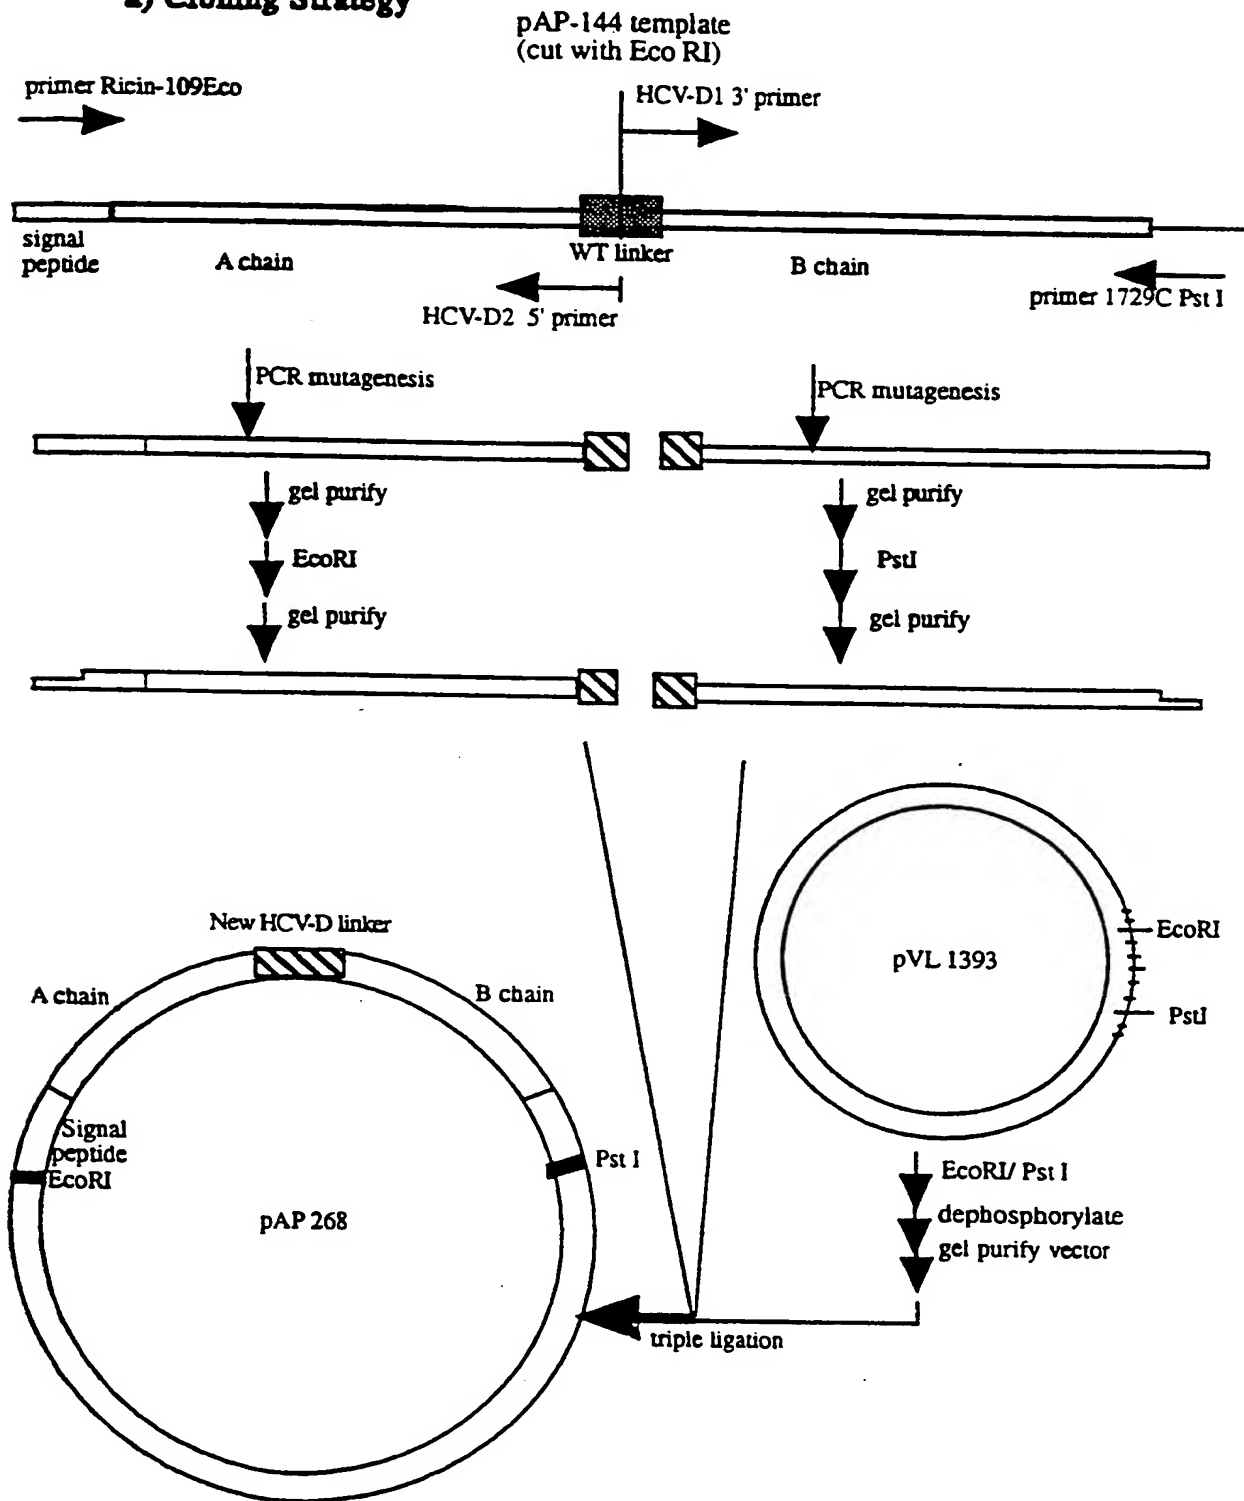 a) Cloning Strategy
pAP-144 template
(cut with Eco RI)
primer Ricin-109Eco
HCV-D1 3' primer
signal
peptide
A chain
WT linker
B chain
HCV-D2 5' primer
primer 1729C Pst I
PCR mutagenesis
PCR mutagenesis
gel purify
gel purify
EcoRI
PstI
gel purify
gel purify
New HCV-D linker
A chain
B chain
pVL 1393
EcoRI
PstI
Signal
peptide
EcoRI
Pst I
pAP 268
EcoRI/ Pst I
dephosphorylate
gel purify vector
triple ligation